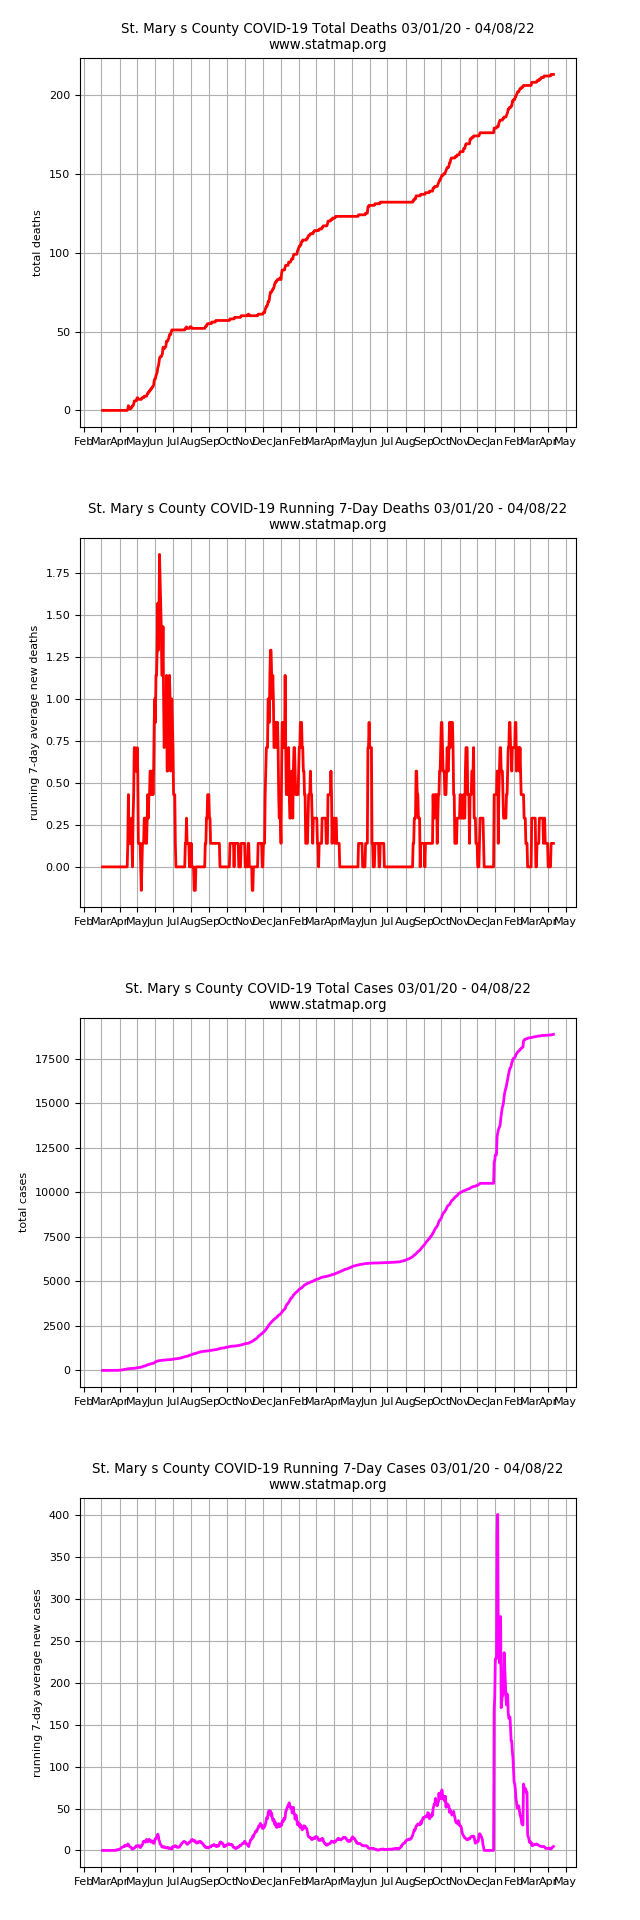 St. Mary s County COVID-19 Total Deaths 03/01/20 - 04/08/22
www.statmap.org
200
150
100
50
0
total deaths
Feb Mar Apr May Jun Jul Aug Sep Oct Nov Dec Jan Feb Mar Apr May Jun Jul Aug Sep Oct Nov Dec Jan Feb Mar Apr May
St. Mary s County COVID-19 Running 7-Day Deaths 03/01/20 - 04/08/22
www.statmap.org
1.75
1.50
1.25
1.00
0.75
0.50
0.25
0.00
running 7-day average new deaths
Feb Mar Apr May Jun Jul Aug Sep Oct Nov Dec Jan Feb Mar Apr May Jun Jul Aug Sep Oct Nov Dec Jan Feb Mar Apr May
St. Mary s County COVID-19 Total Cases 03/01/20 - 04/08/22
www.statmap.org
17500
15000
12500
10000
7500
5000
2500
0
total cases
Feb Mar Apr May Jun Jul Aug Sep Oct Nov Dec Jan Feb Mar Apr May Jun Jul Aug Sep Oct Nov Dec Jan Feb Mar Apr May
St. Mary s County COVID-19 Running 7-Day Cases 03/01/20 - 04/08/22
www.statmap.org
400
350
300
250
200
150
100
50
0
running 7-day average new cases
Feb Mar Apr May Jun Jul Aug Sep Oct Nov Dec Jan Feb Mar Apr May Jun Jul Aug Sep Oct Nov Dec Jan Feb Mar Apr May